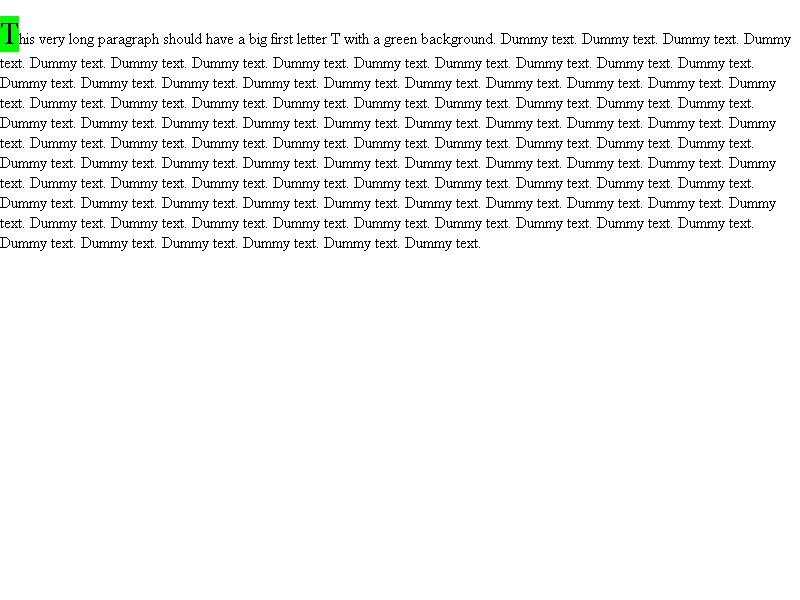 This very long paragraph should have a big first letter T with a green background. Dummy text. Dummy text. Dummy text. Dummy
text. Dummy text. Dummy text. Dummy text. Dummy text. Dummy text. Dummy text. Dummy text. Dummy text. Dummy text.
Dummy text. Dummy text. Dummy text. Dummy text. Dummy text. Dummy text. Dummy text. Dummy text. Dummy text. Dummy
text. Dummy text. Dummy text. Dummy text. Dummy text. Dummy text. Dummy text. Dummy text. Dummy text. Dummy text.
Dummy text. Dummy text. Dummy text. Dummy text. Dummy text. Dummy text. Dummy text. Dummy text. Dummy text. Dummy
text. Dummy text. Dummy text. Dummy text. Dummy text. Dummy text. Dummy text. Dummy text. Dummy text. Dummy text.
Dummy text. Dummy text. Dummy text. Dummy text. Dummy text. Dummy text. Dummy text. Dummy text. Dummy text. Dummy
text. Dummy text. Dummy text. Dummy text. Dummy text. Dummy text. Dummy text. Dummy text. Dummy text. Dummy text.
Dummy text. Dummy text. Dummy text. Dummy text. Dummy text. Dummy text. Dummy text. Dummy text. Dummy text. Dummy
text. Dummy text. Dummy text. Dummy text. Dummy text. Dummy text. Dummy text. Dummy text. Dummy text. Dummy text.
Dummy text. Dummy text. Dummy text. Dummy text. Dummy text. Dummy text.